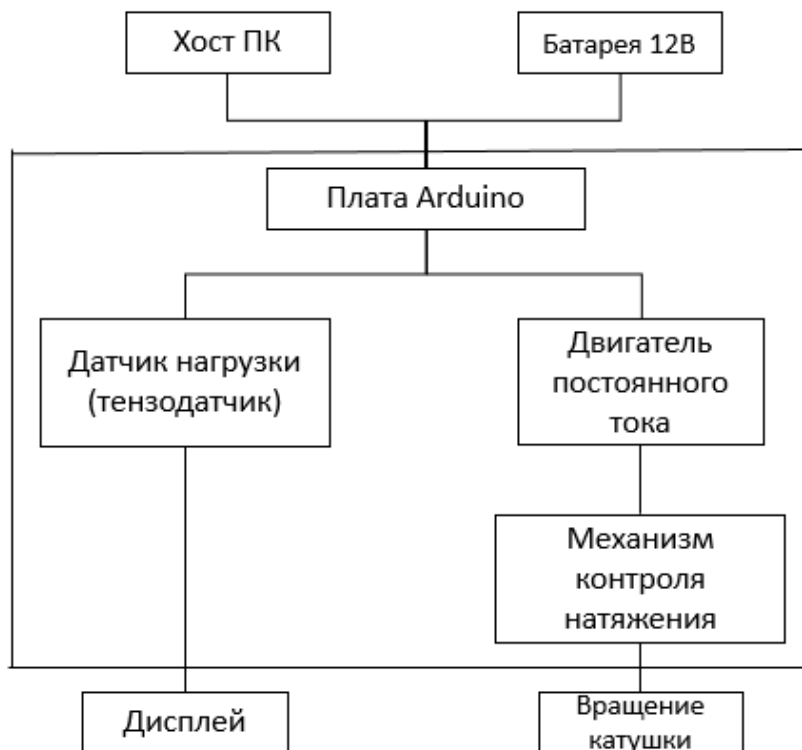 Хост ПК
Батарея 12В
Плата Arduino
Датчик нагрузки
(тензодатчик)
Двигатель
постоянного
тока
Механизм
контроля
натяжения
Дисплей
Вращение
катушки